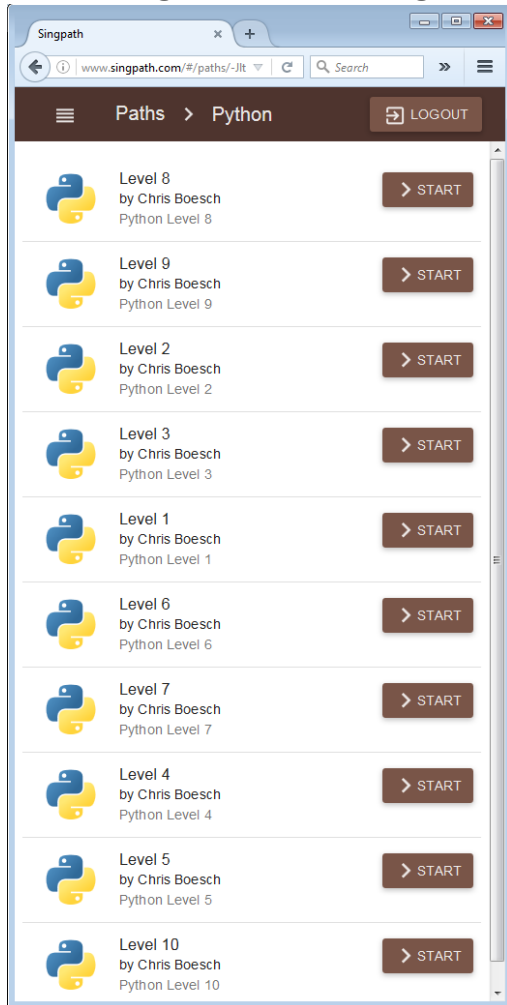 Singpath
www.singpath.com/#/paths/-Jlt
Search
Paths > Python
LOGOUT
Level 8
by Chris Boesch
Python Level 8
START
Level 9
by Chris Boesch
Python Level 9
START
Level 2
by Chris Boesch
Python Level 2
START
Level 3
by Chris Boesch
Python Level 3
START
Level 1
by Chris Boesch
Python Level 1
START
Level 6
by Chris Boesch
Python Level 6
START
Level 7
by Chris Boesch
Python Level 7
START
Level 4
by Chris Boesch
Python Level 4
START
Level 5
by Chris Boesch
Python Level 5
START
Level 10
by Chris Boesch
Python Level 10
START